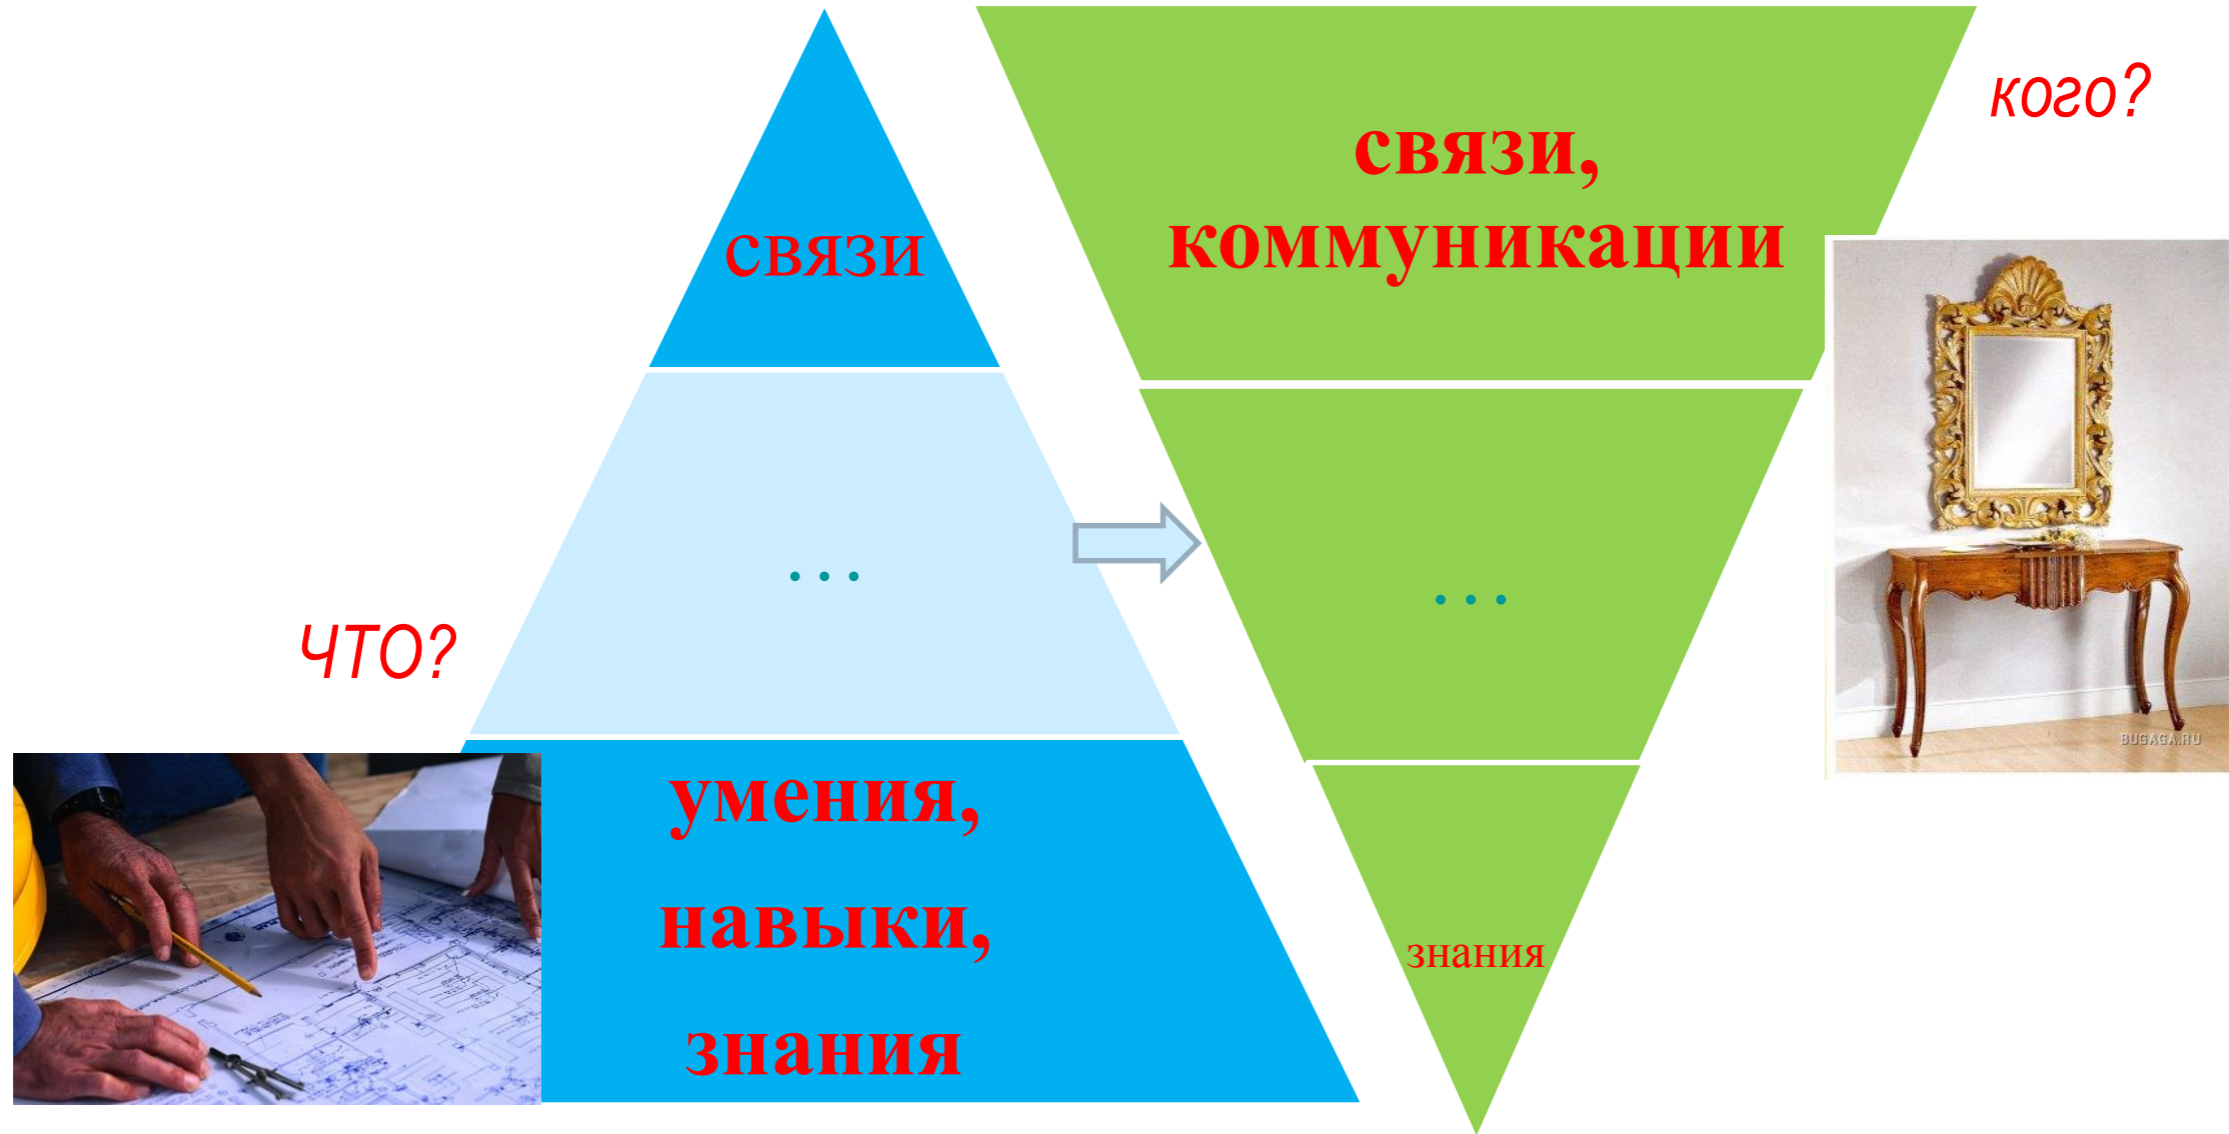 связи
...
ЧТО?
умения,
навыки,
знания
связи,
коммуникации
кого?
...
знания
BUGAGA.RU